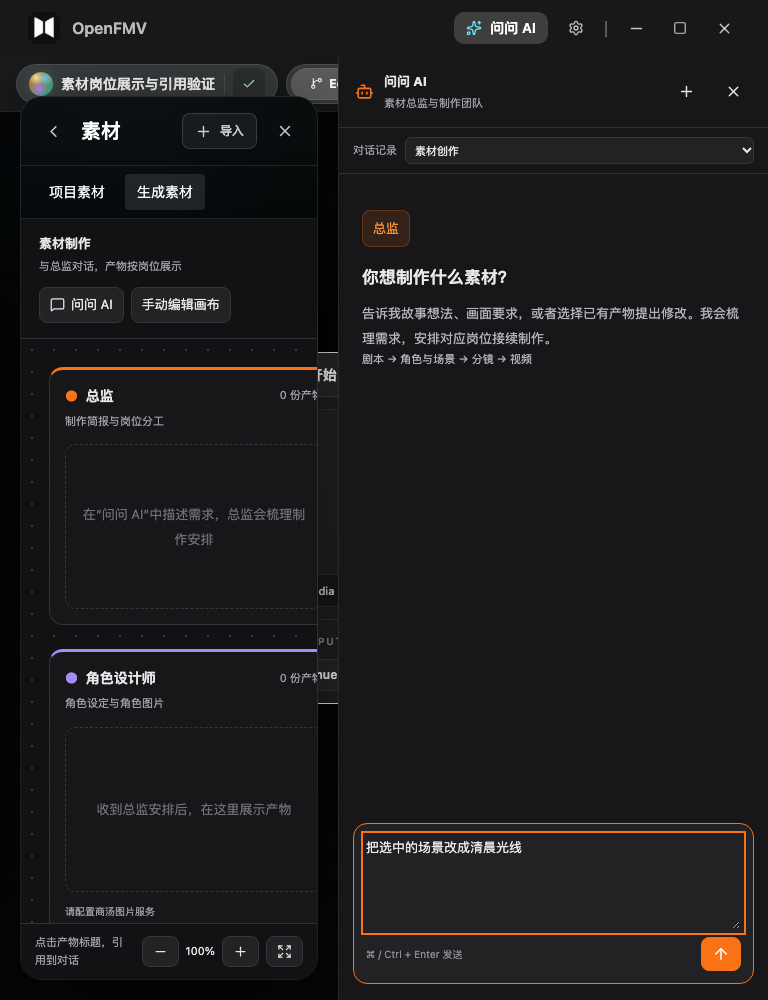 OpenFMV
问问 AI
素材岗位展示与引用验证
素材
导入
项目素材
生成素材
素材制作
与总监对话，产物按岗位展示
问问 AI
手动编辑画布
总监
0 份产物
制作简报与岗位分工
在“问问 AI”中描述需求，总监会梳理制
作安排
角色设计师
0 份产物
角色设定与角色图片
收到总监安排后，在这里展示产物
请配置商汤图片服务
点击产物标题，引
用到对话
100%
开始
dia
PUT
nue
问问 AI
素材总监与制作团队
对话记录
素材创作
总监
你想制作什么素材?
告诉我故事想法、画面要求，或者选择已有产物提出修改。我会梳
理需求，安排对应岗位接续制作。
剧本 → 角色与场景 → 分镜 → 视频
把选中的场景改成清晨光线
⌘ / Ctrl + Enter 发送